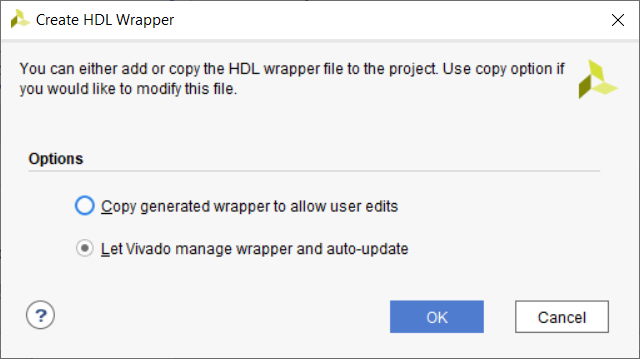 Create HDL Wrapper
You can either add or copy the HDL wrapper file to the project. Use copy option if
you would like to modify this file.
Options
Copy generated wrapper to allow user edits
Let Vivado manage wrapper and auto-update
?
OK
Cancel